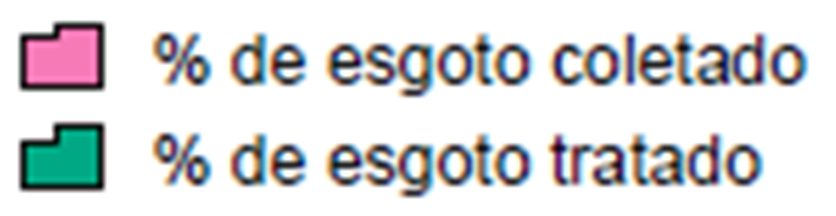 % de esgoto coletado
% de esgoto tratado